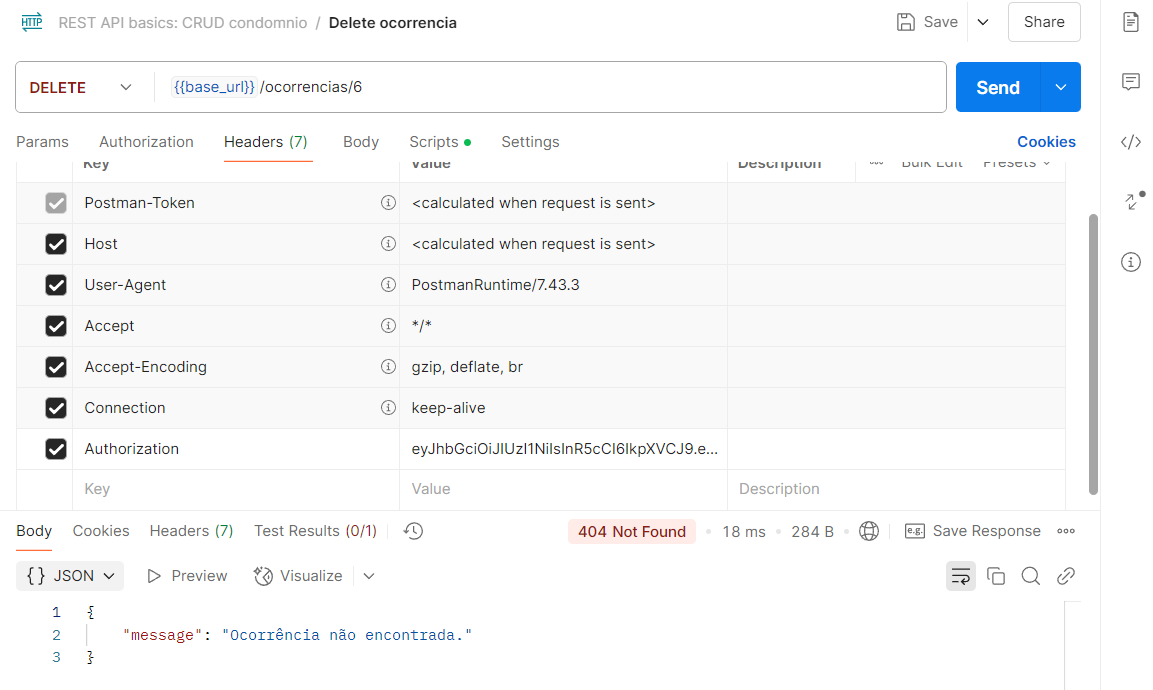 HTTP REST API basics: CRUD condomnio / Delete ocorrencia Save Share
DELETE {{base_url}} /ocorrencias/6 Send
Params Authorization Headers (7) Body Scripts Settings Cookies
Key Value Description Bulk Edit Presets
Postman-Token <calculated when request is sent>
Host <calculated when request is sent>
User-Agent PostmanRuntime/7.43.3
Accept */*
Accept-Encoding gzip, deflate, br
Connection keep-alive
Authorization eyJhbGciOiJIUzI1NiIsInR5cCI6IkpXVCJ9.e...
Key Value Description
Body Cookies Headers (7) Test Results (0/1) 404 Not Found 18 ms 284 B e.g. Save Response
{} JSON Preview Visualize
1 {
2 "message": "Ocorrência não encontrada."
3 }